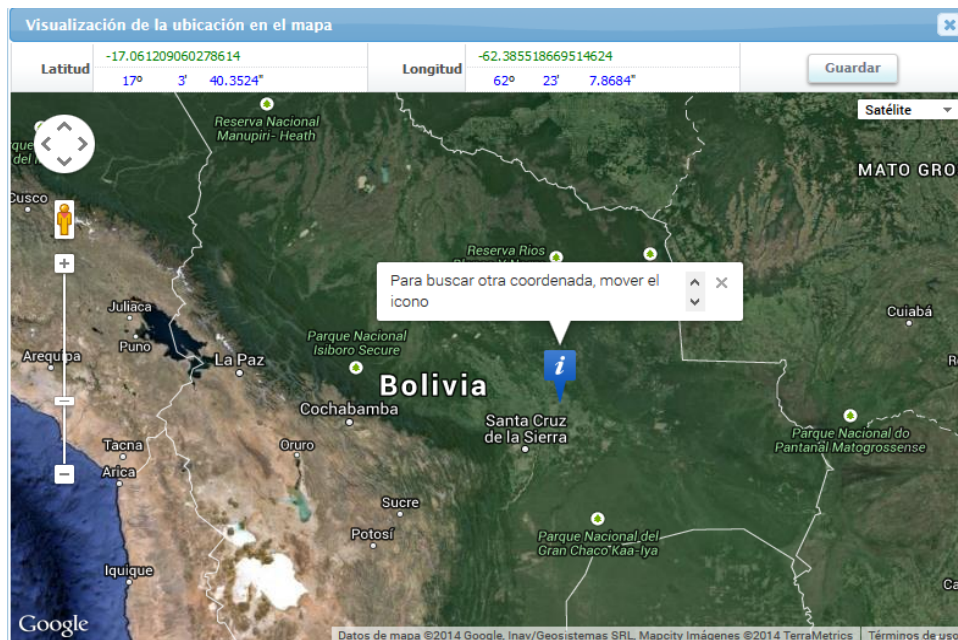 Visualización de la ubicación en el mapa
Latitud
-17.061209060278614
17º 3' 40.3524"
Longitud
-62.385518669514624
62º 23' 7.8684"
Guardar
Satélite
Reserva Nacional
Manupiri- Heath
MATO GRO
Cusco
Reserva Rios
Para buscar otra coordenada, mover el
icono
i
Juliaca
Puno
Arequipa
La Paz
Parque Nacional
Isiboro Secure
Cuiabá
Bolivia
Cochabamba
Santa Cruz
de la Sierra
Tacna
Arica
Oruro
Parque Nacional do
Pantanal Matogrossense
Sucre
Potosí
Parque Nacional del
Gran Chaco Kaa-Iya
Iquique
Ca
Google
Datos de mapa ©2014 Google, Inav/Geosistemas SRL, Mapcity Imágenes ©2014 TerraMetrics
Términos de uso